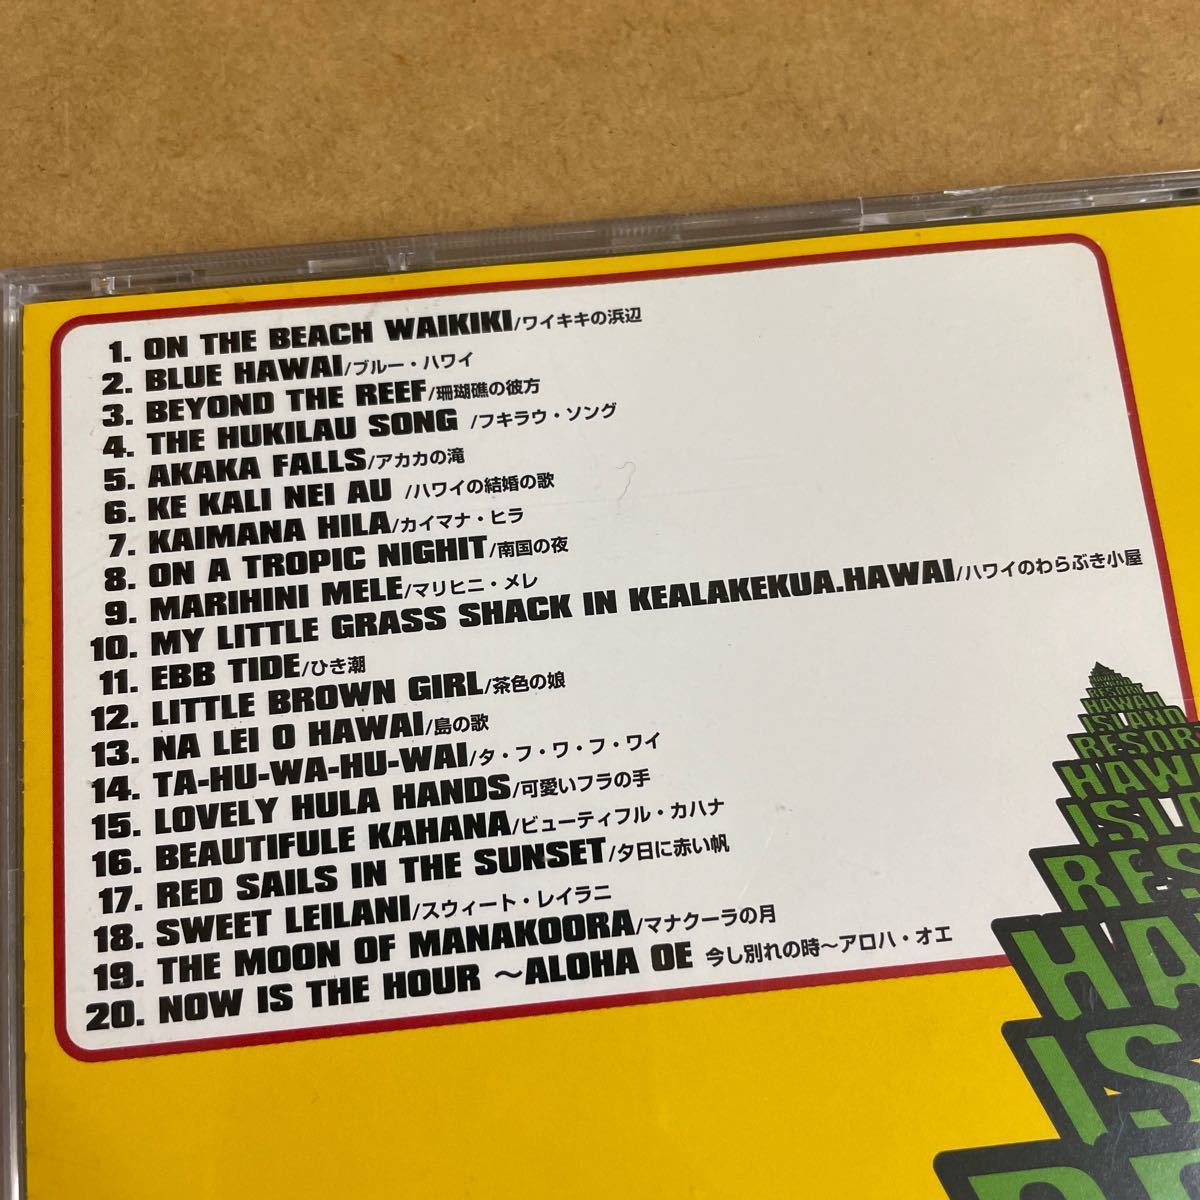 1. ON THE BEACH WAIKIKI/ワイキキの浜辺
2. BLUE HAWAI/ブルー・ハワイ
3. BEYOND THE REEF/珊瑚礁の彼方
4. THE HUKILAU SONG /フキラウ・ソング
5. AKAKA FALLS/アカカの滝
6. KE KALI NEI AU /ハワイの結婚の歌
7. KAIMANA HILA/カイマナ・ヒラ
8. ON A TROPIC NIGHIT/南国の夜
9. MARIHINI MELE/マリヒニ・メレ
10. MY LITTLE GRASS SHACK IN KEALAKEKUA.HAWAI/ハワイのわらぶき小屋
11. EBB TIDE/ひき潮
12. LITTLE BROWN GIRL/茶色の娘
13. NA LEI O HAWAI/島の歌
14. TA-HU-WA-HU-WAI/タ・フ・ワ・フ・ワイ
15. LOVELY HULA HANDS/可愛いフラの手
16. BEAUTIFULE KAHANA/ビューティフル・カハナ
17. RED SAILS IN THE SUNSET/夕日に赤い帆
18. SWEET LEILANI/スウィート・レイラニ
19. THE MOON OF MANAKOORA/マナクーラの月
20. NOW IS THE HOUR ～ALOHA OE 今し別れの時～アロハ・オエ
HAWAII
ISLAND
RESORT
HAWAII
ISLAND
RESOR
HAW
ISLA
RES
HA
IS